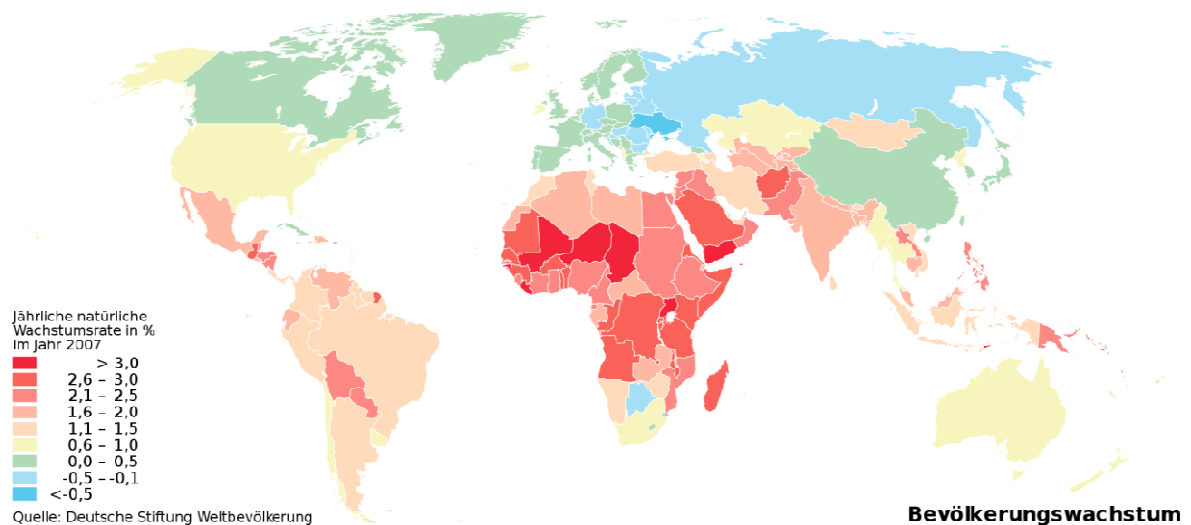 Jährliche natürliche
Wachstumsrate in %
im Jahr 2007
> 3,0
2,6 – 3,0
2,1 – 2,5
1,6 – 2,0
1,1 – 1,5
0,6 – 1,0
0,0 – 0,5
-0,5 – -0,1
<-0,5
Quelle: Deutsche Stiftung Weltbevölkerung
Bevölkerungswachstum